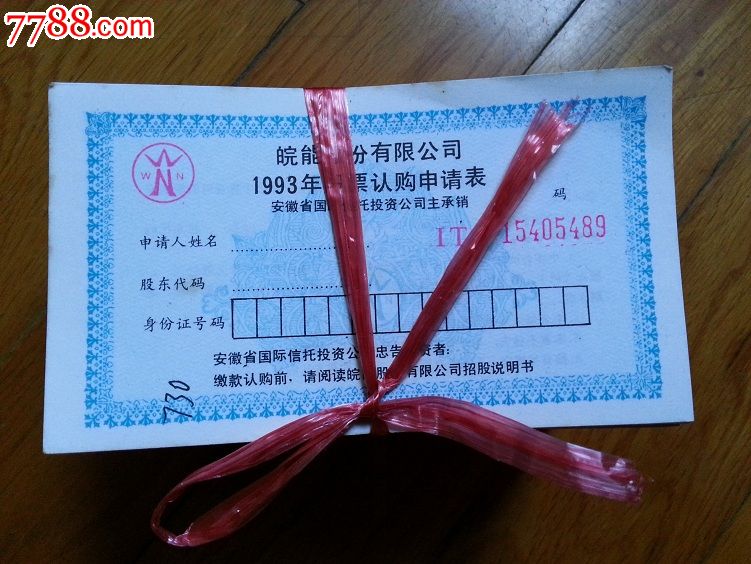 7788.com
皖能 份有限公司
1993年 票认购申请表
安徽省国 信托投资公司主承销
W N
码
申请人姓名
IT 15405489
股东代码
身份证号码
安徽省国际信托投资公 忠告 资者:
缴款认购前,请阅读皖 股 有限公司招股说明书
730